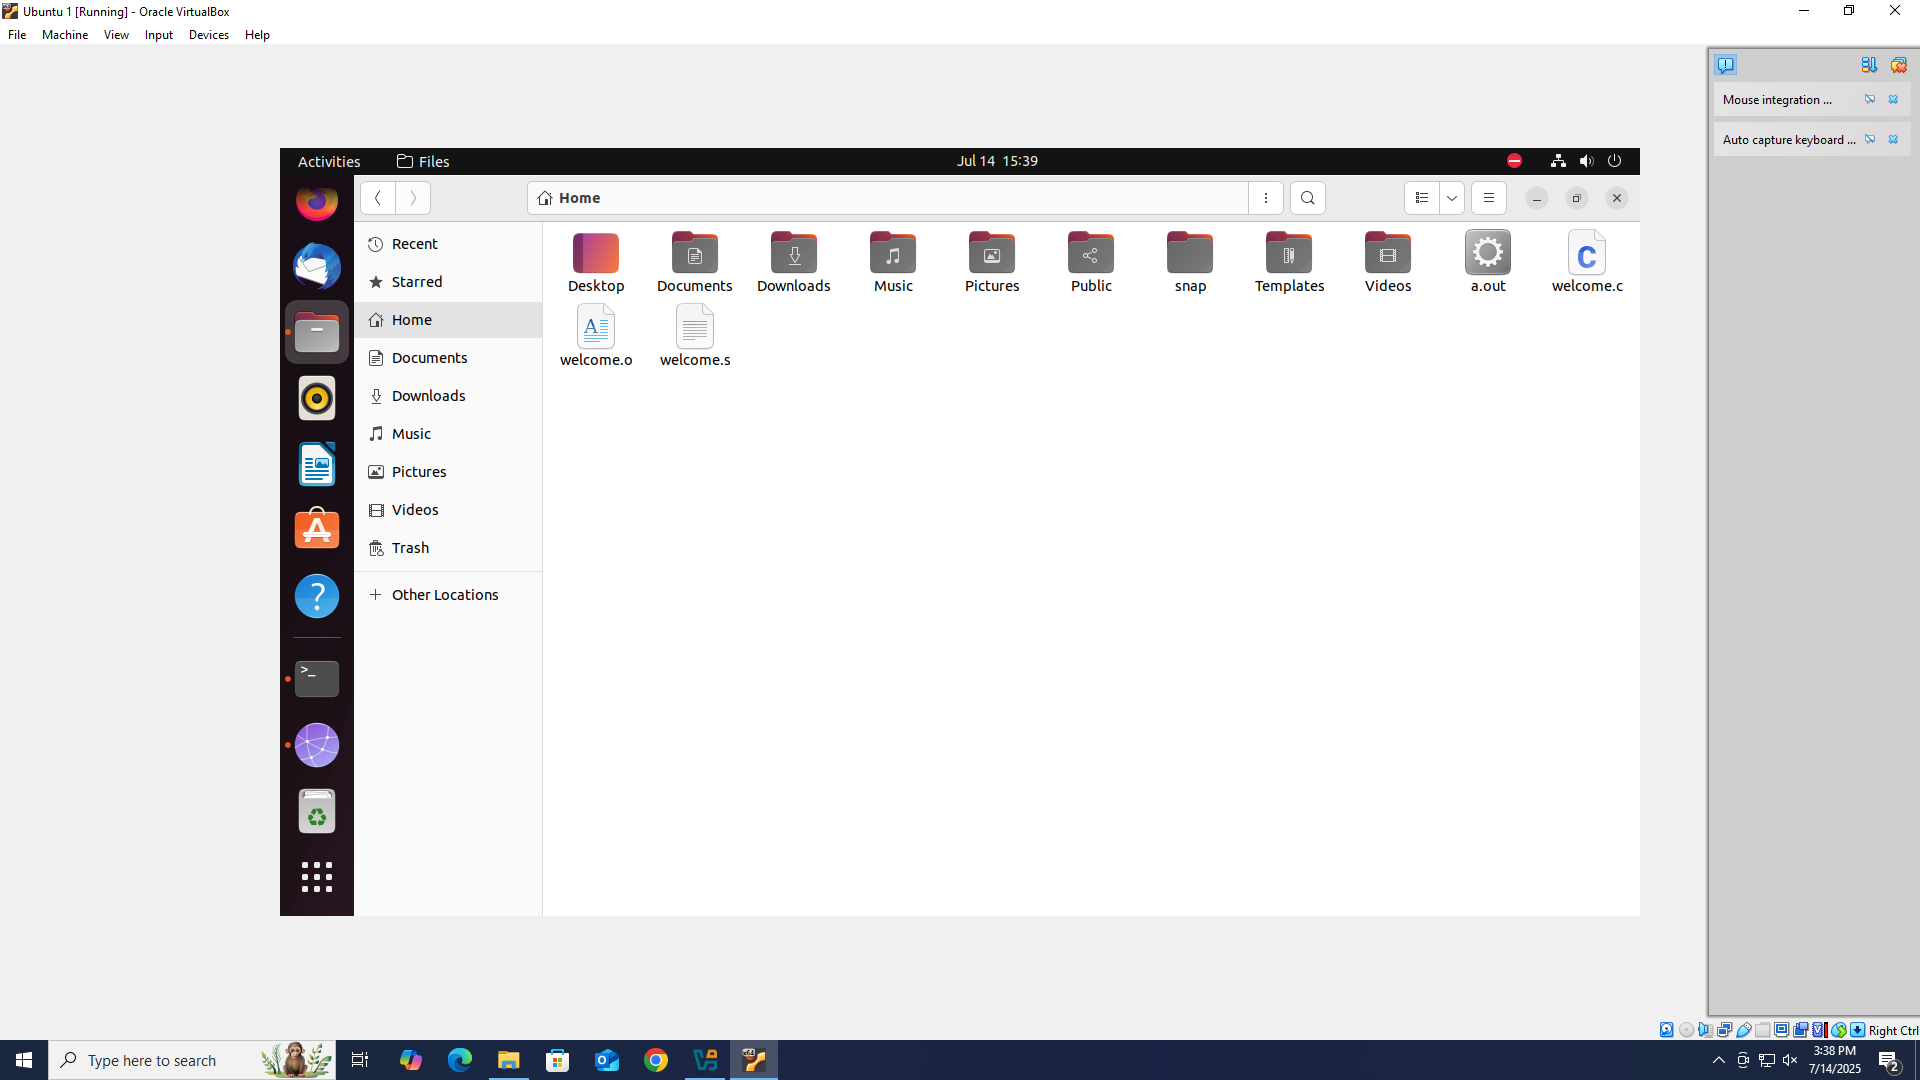 Ubuntu 1 [Running] - Oracle VirtualBox
File Machine View Input Devices Help
Mouse integration ...
Auto capture keyboard ...
Activities Files Jul 14 15:39
Home
Recent
Starred
Home
Documents
Downloads
Music
Pictures
Videos
Trash
Other Locations
Desktop Documents Downloads Music Pictures Public snap Templates Videos a.out welcome.c
welcome.o welcome.s
Right Ctrl
Type here to search
3:38 PM
7/14/2025
2